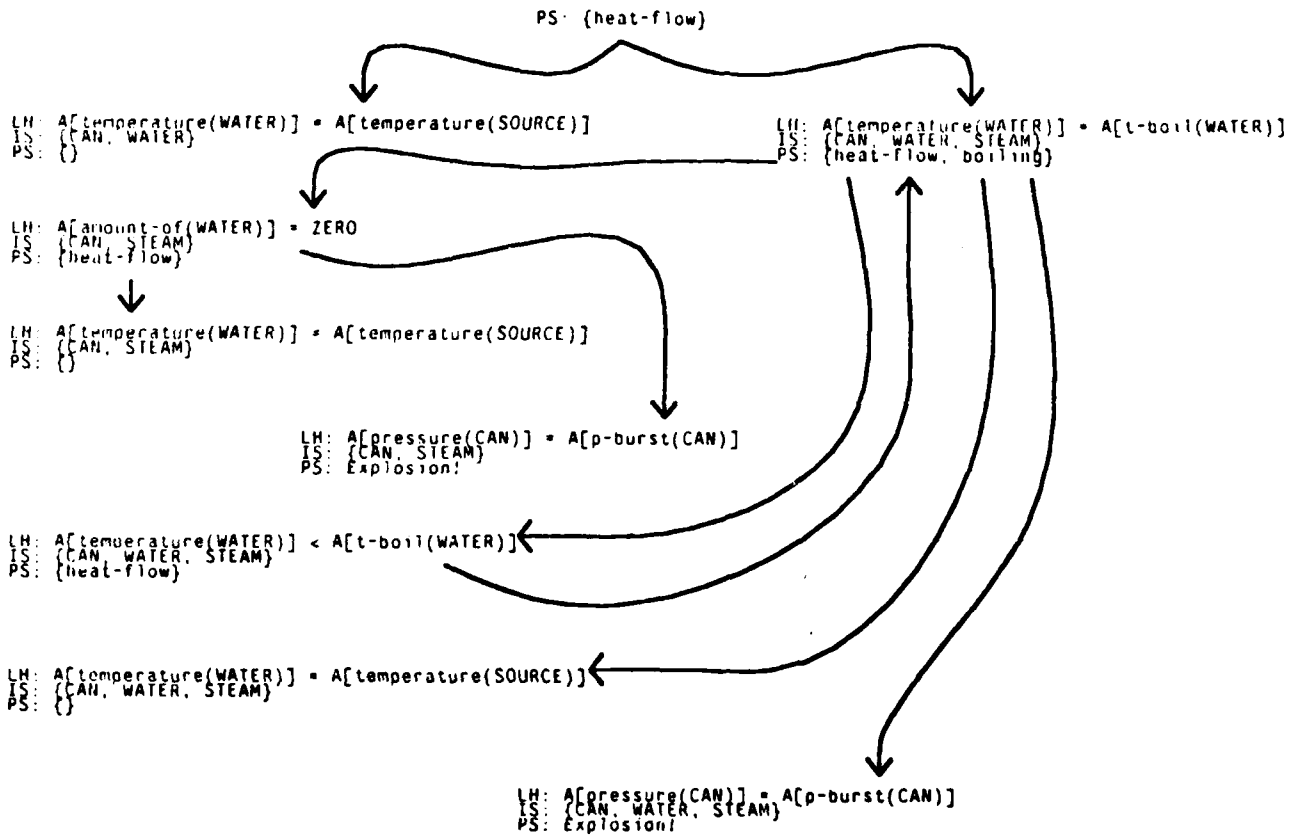 PS: {heat-flow}
LH: A[temperature(WATER)] = A[temperature(SOURCE)]
IS: {CAN, WATER}
PS: {}
LH: A[temperature(WATER)] = A[t-boil(WATER)]
IS: {CAN, WATER, STEAM}
PS: {heat-flow, boiling}
LH: A[amount-of(WATER)] = ZERO
IS: {CAN, STEAM}
PS: {heat-flow}
LH: A[temperature(WATER)] = A[temperature(SOURCE)]
IS: {CAN, STEAM}
PS: {}
LH: A[pressure(CAN)] = A[p-burst(CAN)]
IS: {CAN, STEAM}
PS: Explosion!
LH: A[temperature(WATER)] < A[t-boil(WATER)]
IS: {CAN, WATER, STEAM}
PS: {heat-flow}
LH: A[temperature(WATER)] = A[temperature(SOURCE)]
IS: {CAN, WATER, STEAM}
PS: {}
LH: A[pressure(CAN)] = A[p-burst(CAN)]
IS: {CAN, WATER, STEAM}
PS: Explosion!